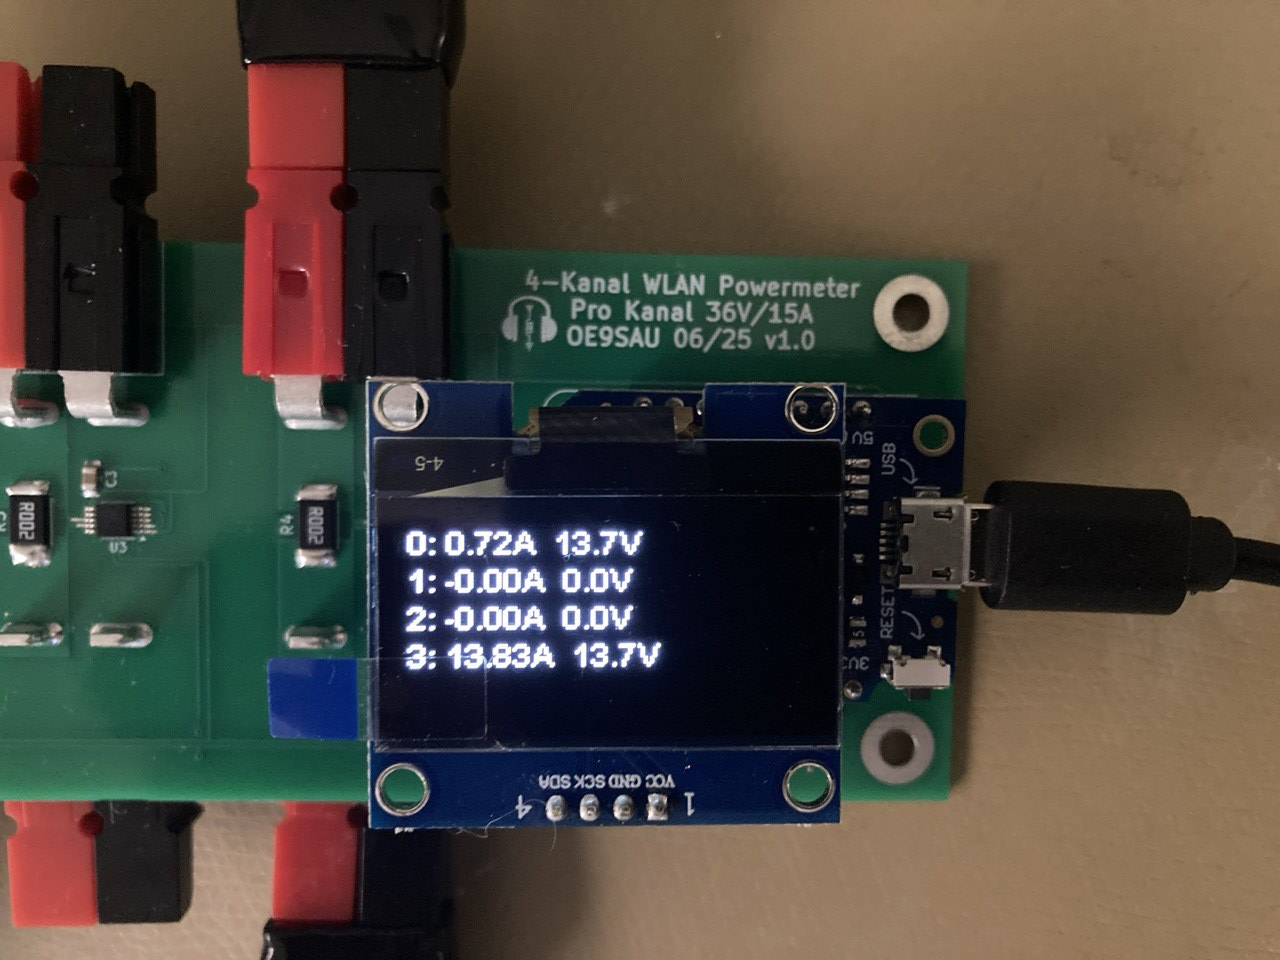 4-Kanal WLAN Powermeter
Pro Kanal 36V/15A
OE9SAU 06/25 v1.0
4-5
5V
USB
C3
R002
U3
R4
R002
0: 0.72A 13.7V
1: -0.00A 0.0V
2: -0.00A 0.0V
3: 13.83A 13.7V
RESET
3V3
VCC GND SCK SDA
1
4